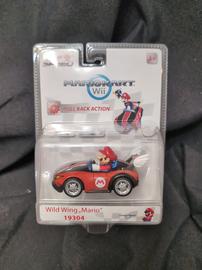 MARIOKART
Wii
PULL BACK ACTION
M
Wild Wing „Mario"
19304